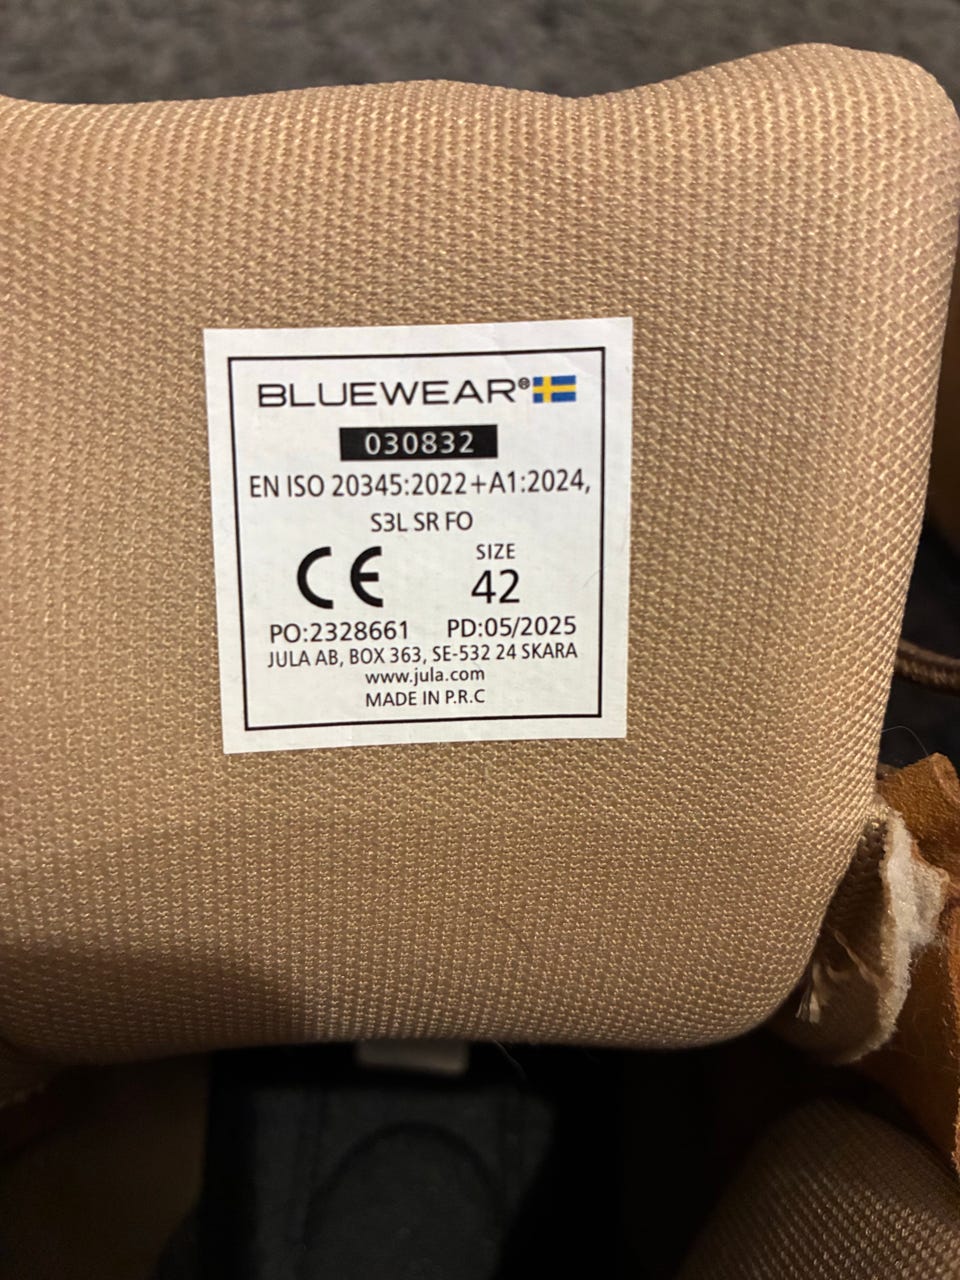 BLUEWEAR®
030832
EN ISO 20345:2022+A1:2024,
S3L SR FO
CE SIZE
42
PO:2328661 PD:05/2025
JULA AB, BOX 363, SE-532 24 SKARA
www.jula.com
MADE IN P.R.C